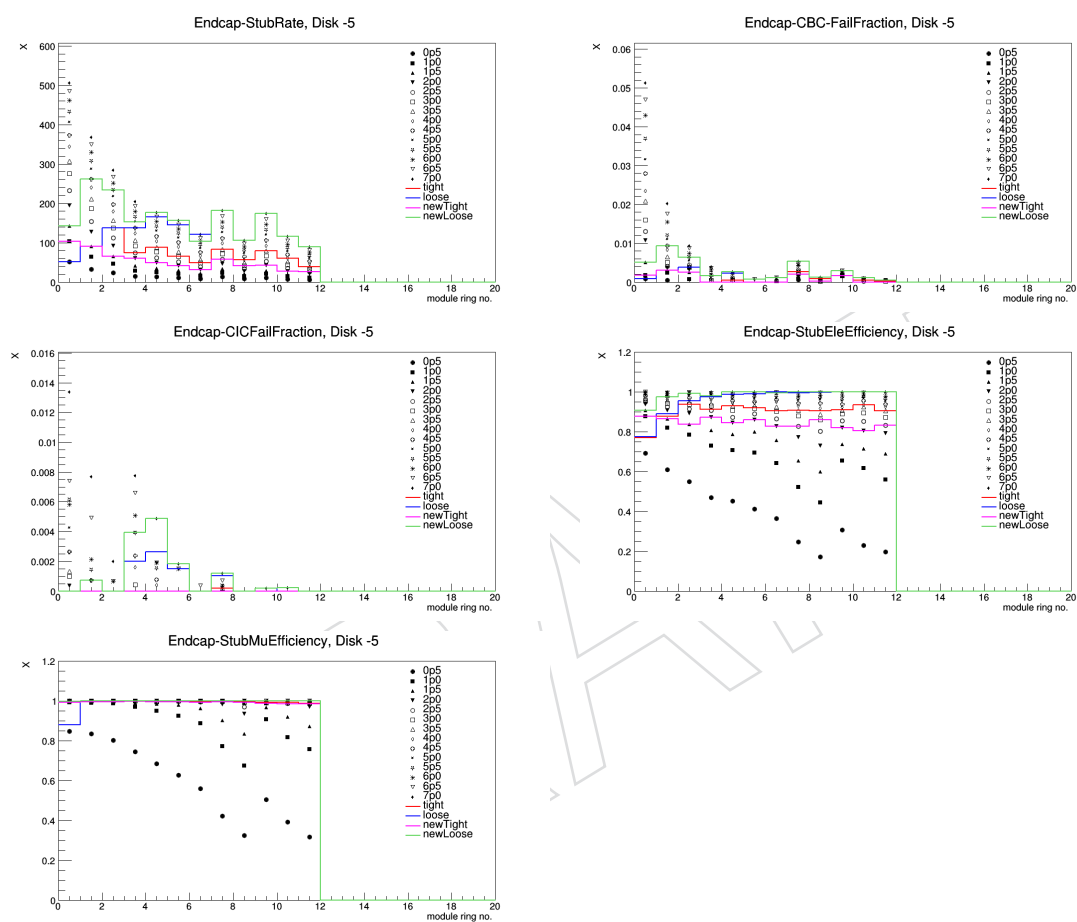 Endcap-StubRate, Disk -5
X
600
500
400
300
200
100
0
0 2 4 6 8 10 12 14 16 18 20
module ring no.
0p5
1p0
1p5
2p0
2p5
3p0
3p5
4p0
4p5
5p0
5p5
6p0
6p5
7p0
tight
loose
newTight
newLoose
Endcap-CBC-FailFraction, Disk -5
X
0.06
0.05
0.04
0.03
0.02
0.01
0
0 2 4 6 8 10 12 14 16 18 20
module ring no.
0p5
1p0
1p5
2p0
2p5
3p0
3p5
4p0
4p5
5p0
5p5
6p0
6p5
7p0
tight
loose
newTight
newLoose
Endcap-CICFailFraction, Disk -5
X
0.016
0.014
0.012
0.01
0.008
0.006
0.004
0.002
0
0 2 4 6 8 10 12 14 16 18 20
module ring no.
0p5
1p0
1p5
2p0
2p5
3p0
3p5
4p0
4p5
5p0
5p5
6p0
6p5
7p0
tight
loose
newTight
newLoose
Endcap-StubEleEfficiency, Disk -5
X
1.2
1
0.8
0.6
0.4
0.2
0
0 2 4 6 8 10 12 14 16 18 20
module ring no.
0p5
1p0
1p5
2p0
2p5
3p0
3p5
4p0
4p5
5p0
5p5
6p0
6p5
7p0
tight
loose
newTight
newLoose
Endcap-StubMuEfficiency, Disk -5
X
1.2
1
0.8
0.6
0.4
0.2
0
0 2 4 6 8 10 12 14 16 18 20
module ring no.
0p5
1p0
1p5
2p0
2p5
3p0
3p5
4p0
4p5
5p0
5p5
6p0
6p5
7p0
tight
loose
newTight
newLoose